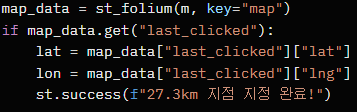 map_data = st_folium(m, key="map")
if map_data.get("last_clicked"):
    lat = map_data["last_clicked"]["lat"]
    lon = map_data["last_clicked"]["lng"]
    st.success(f"27.3km 지점 지정 완료!")